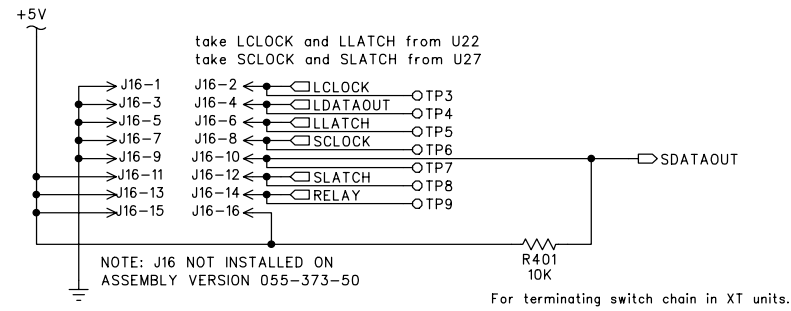 +5V
take LCLOCK and LLATCH from U22
take SCLOCK and SLATCH from U27
J16-1 J16-2 LCLOCK
TP3
J16-3 J16-4 LDATAOUT
TP4
J16-5 J16-6 LLATCH
TP5
J16-7 J16-8 SCLOCK
TP6
J16-9 J16-10 SDATAOUT
TP7
J16-11 J16-12 SLATCH
TP8
J16-13 J16-14 RELAY
TP9
J16-15 J16-16
R401
10K
NOTE: J16 NOT INSTALLED ON
ASSEMBLY VERSION 055-373-50
For terminating switch chain in XT units.